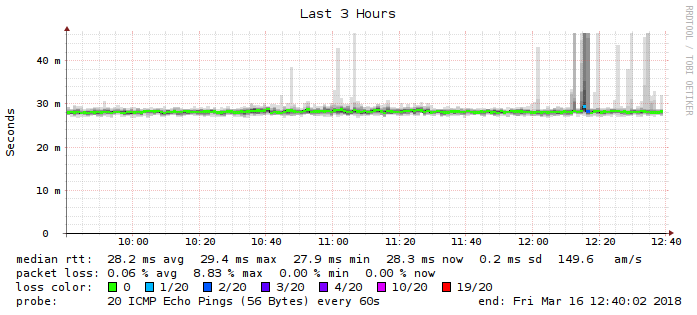 Last 3 Hours
RRDTOOL / TOBI OETIKER
Seconds
40 m
30 m
20 m
10 m
0
10:00 10:20 10:40 11:00 11:20 11:40 12:00 12:20 12:40
median rtt: 28.2 ms avg 29.4 ms max 27.9 ms min 28.3 ms now 0.2 ms sd 149.6 am/s
packet loss: 0.06 % avg 8.83 % max 0.00 % min 0.00 % now
loss color: 0 1/20 2/20 3/20 4/20 10/20 19/20
probe: 20 ICMP Echo Pings (56 Bytes) every 60s end: Fri Mar 16 12:40:02 2018